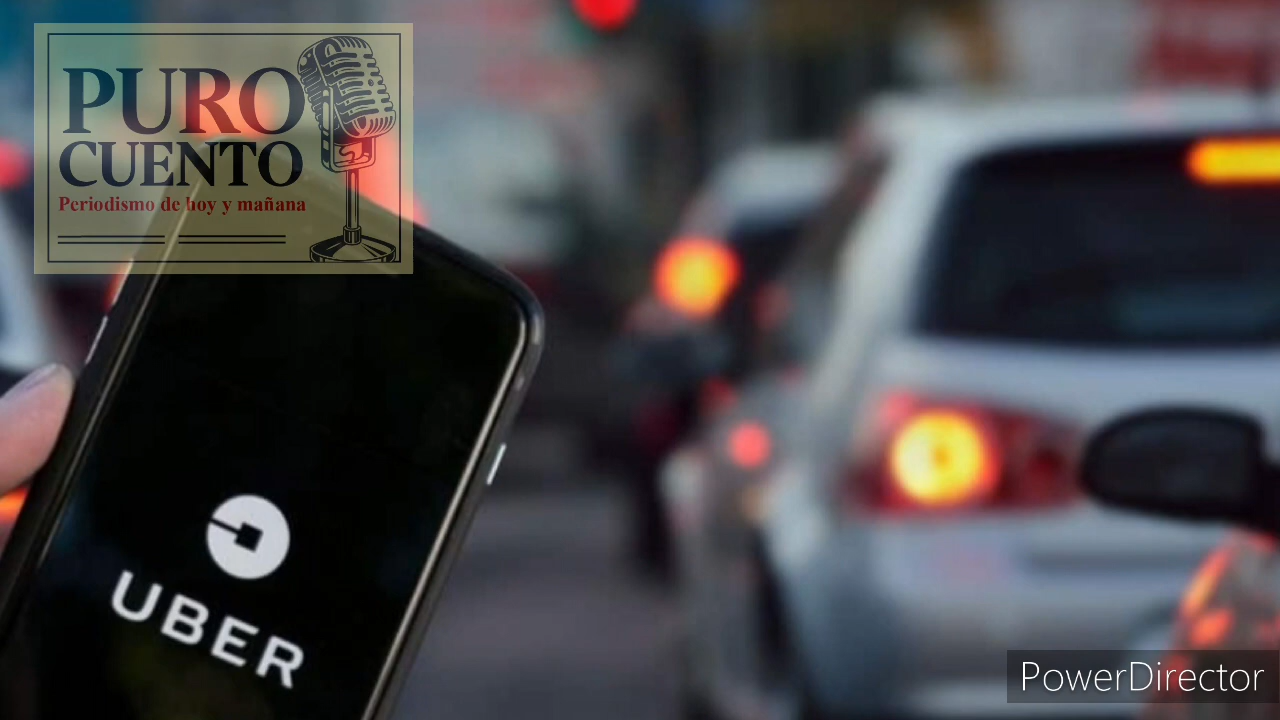 PURO
CUENTO
Periodismo de hoy y mañana
UBER
PowerDirector